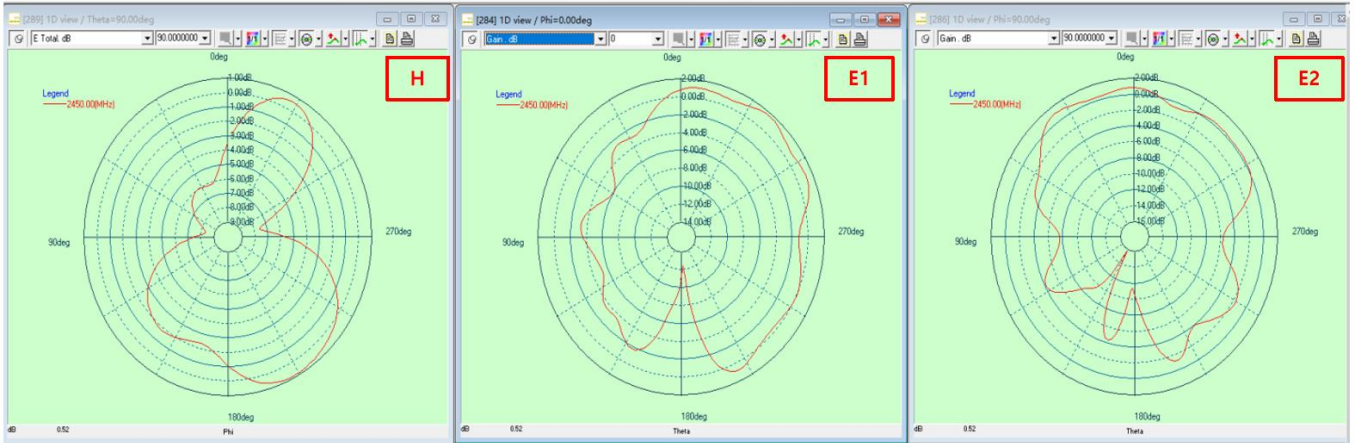 [289] 1D view / Theta=90.00deg
E Total. dB
90.0000000
0deg
H
Legend
2450.00(MHz)
1.00dB
0.00dB
-1.00dB
-3.00dB
-4.00dB
-5.00dB
-7.00dB
-8.00dB
-9.00dB
90deg
270deg
180deg
dB
0.52
Phi
[284] 1D view / Phi=0.00deg
Gain. dB
0
0deg
E1
Legend
2450.00(MHz)
2.00dB
0.00dB
-2.00dB
-4.00dB
-6.00dB
-8.00dB
-10.00dB
-12.00dB
-14.00dB
90deg
270deg
180deg
dB
0.52
Theta
[286] 1D view / Phi=90.00deg
Gain. dB
90.0000000
0deg
E2
Legend
2450.00(MHz)
2.00dB
0.00dB
-2.00dB
-4.00dB
-6.00dB
-8.00dB
-10.00dB
-12.00dB
-14.00dB
-16.00dB
90deg
270deg
180deg
dB
0.52
Theta